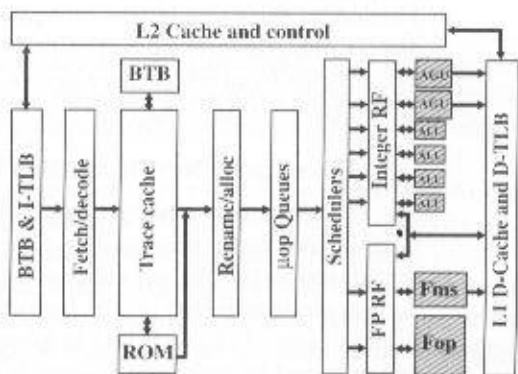 L2 Cache and control
BTB
BTB & I-TLB
Fetch/decode
Trace cache
ROM
Rename/alloc
µop Queues
Schedulers
Integer RF
FP RF
AGU
AGU
ALU
ALU
ALU
ALU
Fms
Fop
L1 D-Cache and D-TLB